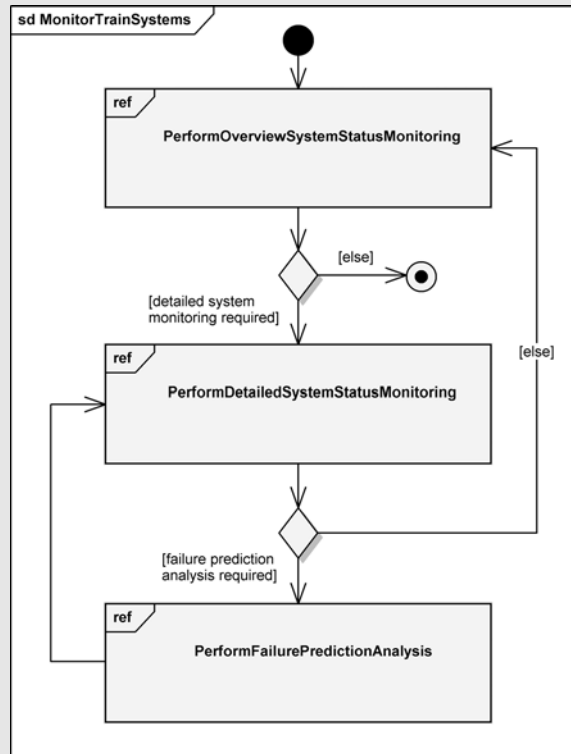 sd MonitorTrainSystems
ref
PerformOverviewSystemStatusMonitoring
[else]
[detailed system
monitoring required]
[else]
ref
PerformDetailedSystemStatusMonitoring
[failure prediction
analysis required]
ref
PerformFailurePredictionAnalysis